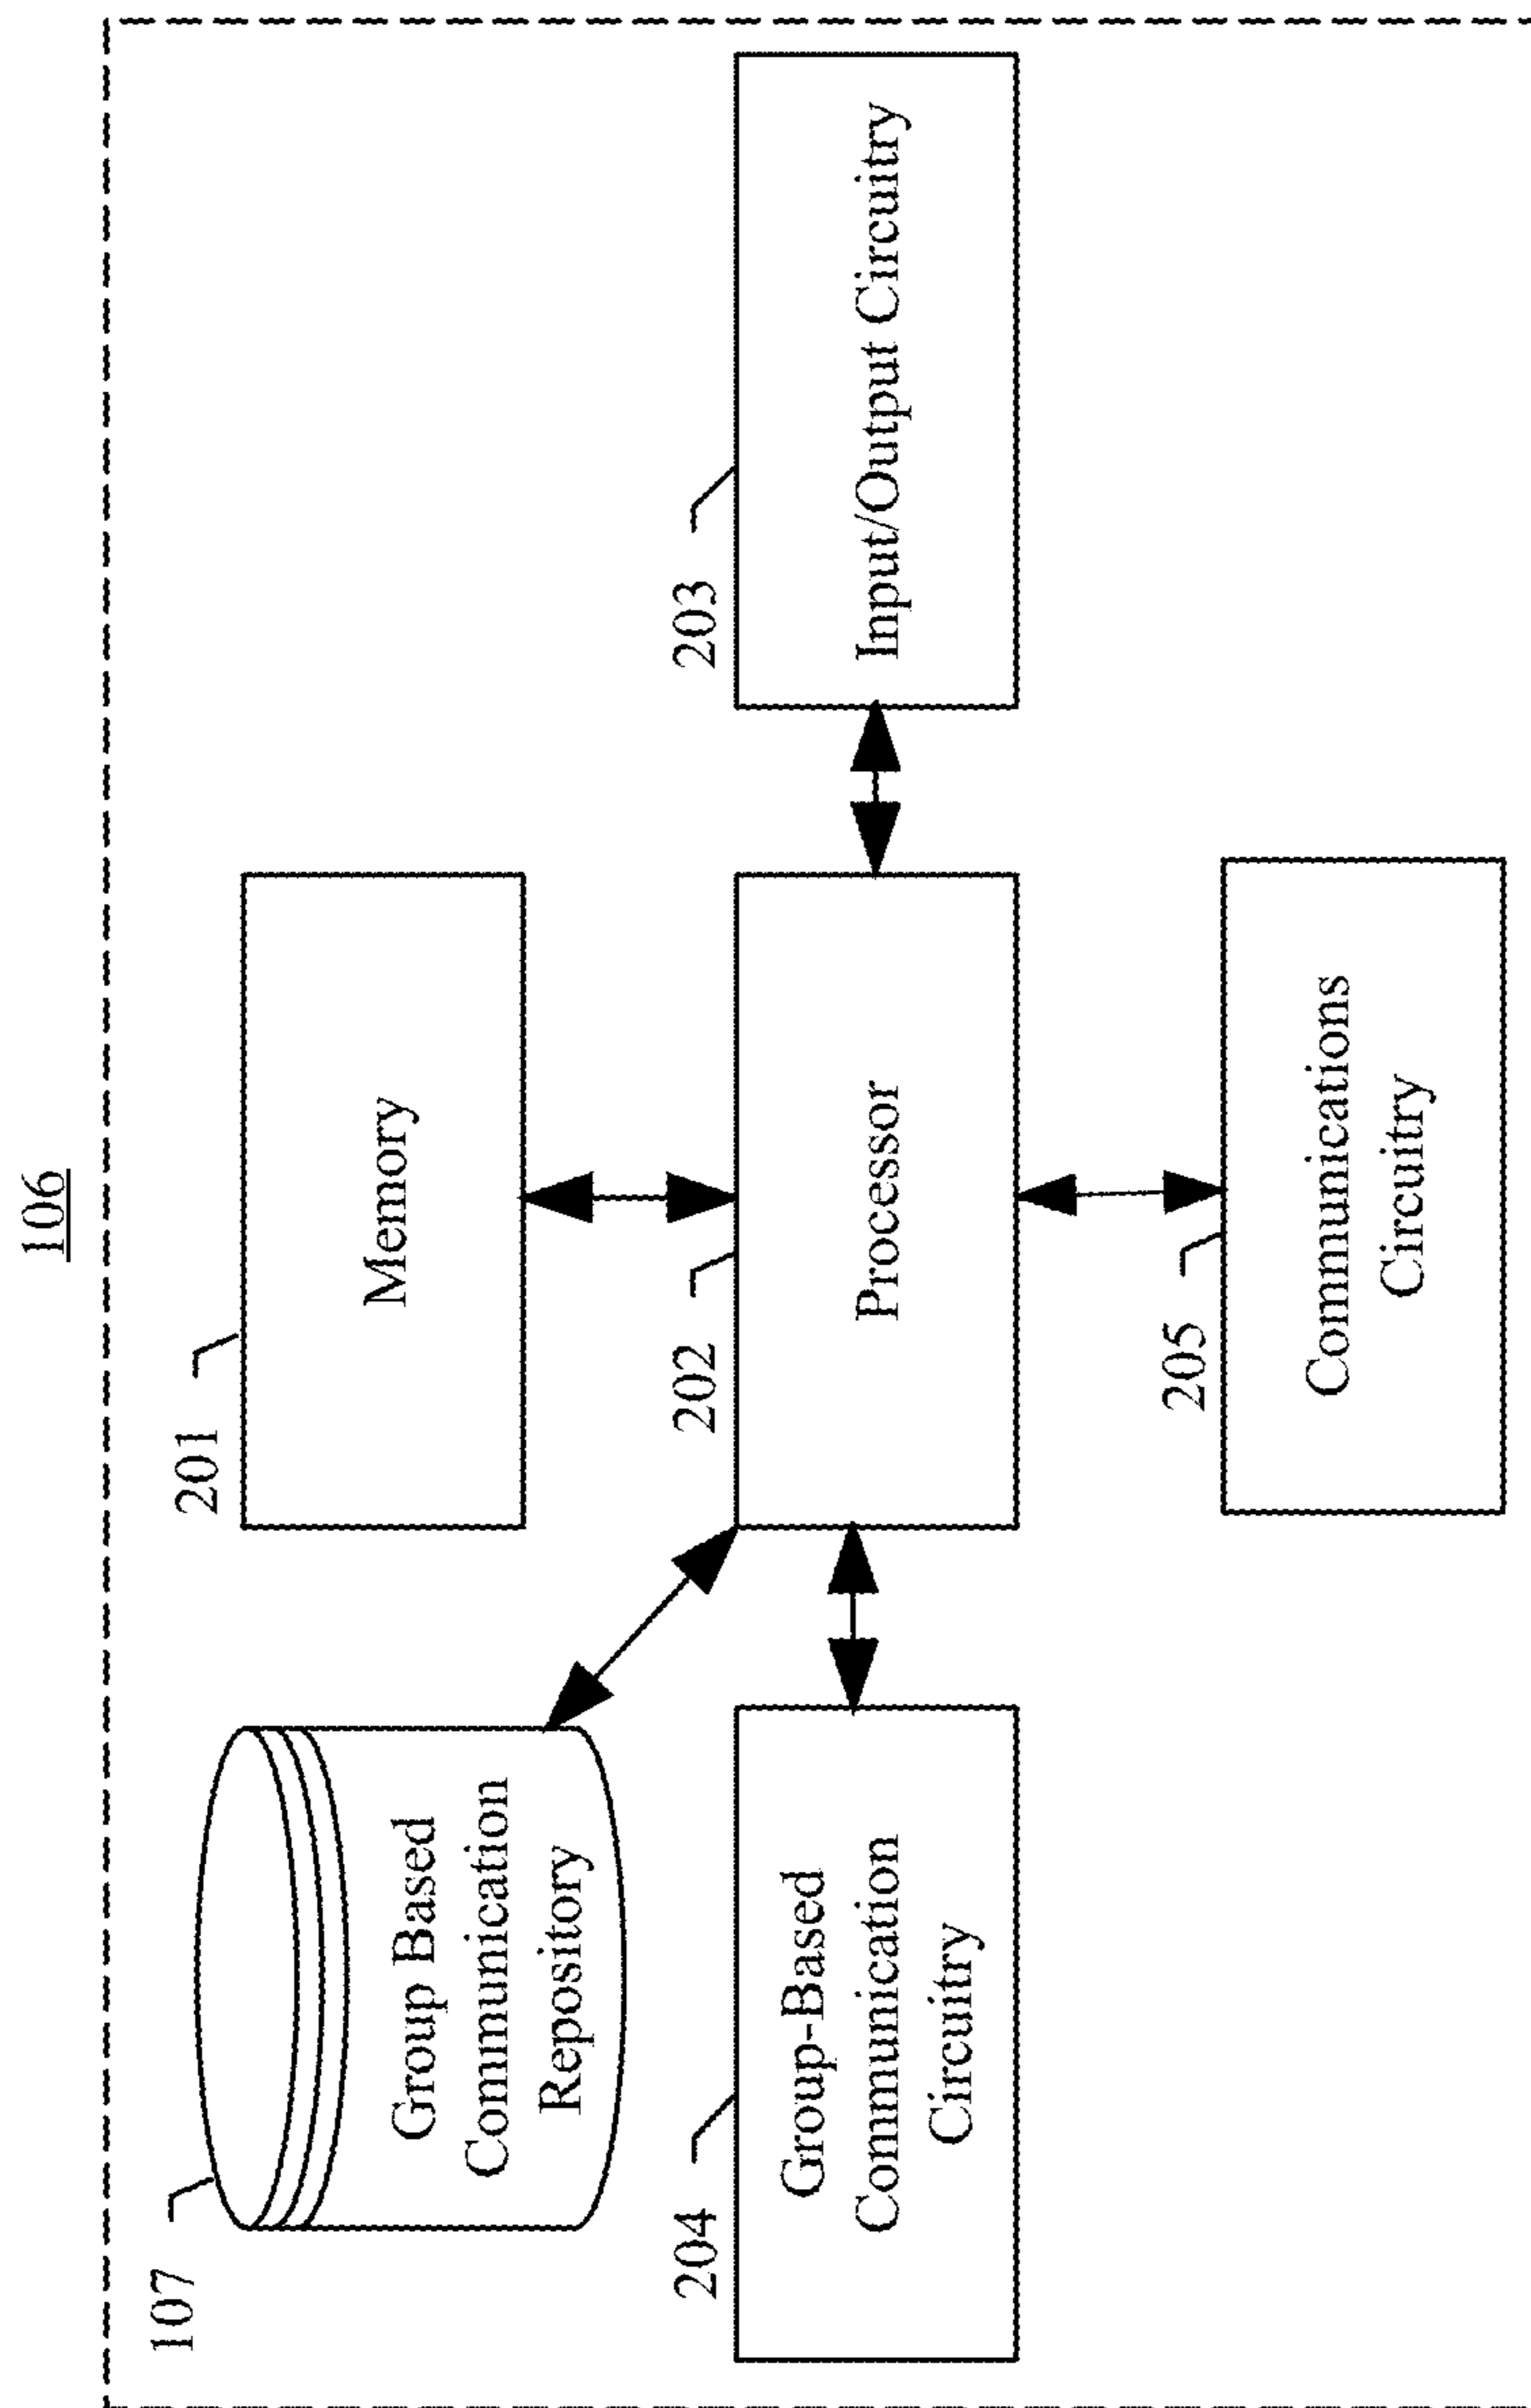 106
107
Group Based
Communication
Repository
201
Memory
204
Group-Based
Communication
Circuitry
202
Processor
203
Input/Output Circuitry
205
Communications
Circuitry